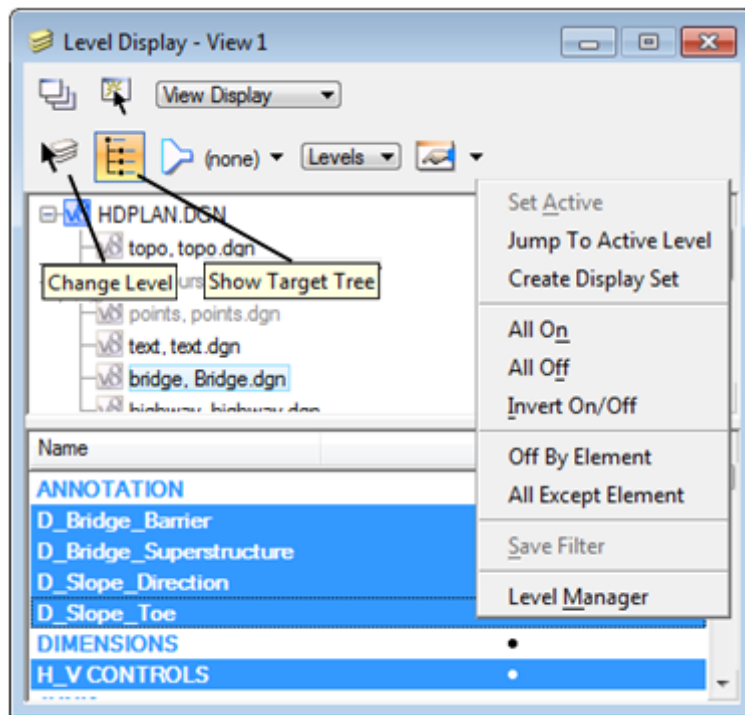 Level Display - View 1
View Display
(none)
Levels
HDPLAN.DGN
topo, topo.dgn
Change Level
Show Target Tree
points, points.dgn
text, text.dgn
bridge, Bridge.dgn
highway, highway.dgn
Set Active
Jump To Active Level
Create Display Set
All On
All Off
Invert On/Off
Off By Element
All Except Element
Save Filter
Level Manager
Name
ANNOTATION
D_Bridge_Barrier
D_Bridge_Superstructure
D_Slope_Direction
D_Slope_Toe
DIMENSIONS
H_V CONTROLS